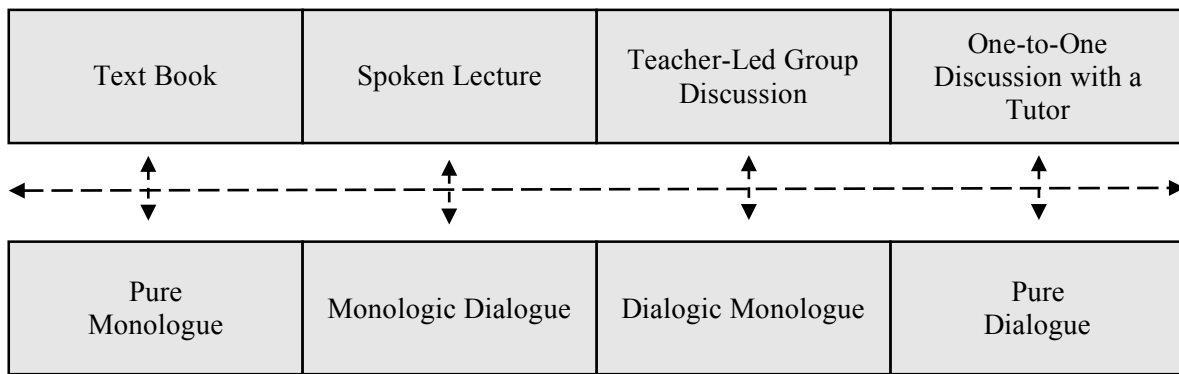 Text Book
Spoken Lecture
Teacher-Led Group
Discussion
One-to-One
Discussion with a
Tutor
Pure
Monologue
Monologic Dialogue
Dialogic Monologue
Pure
Dialogue